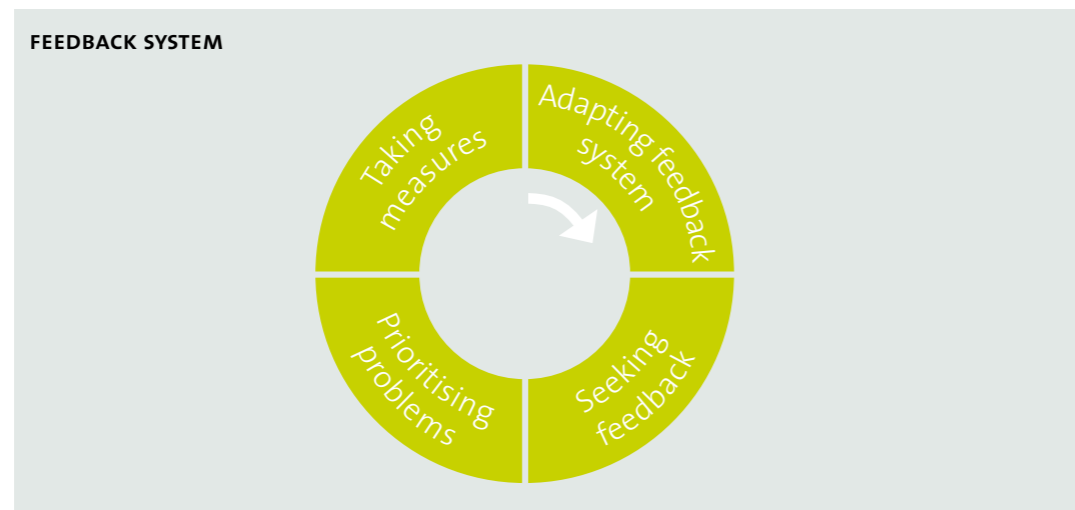 FEEDBACK SYSTEM
Adapting feedback
system
Seeking
feedback
Prioritising
problems
Taking
measures